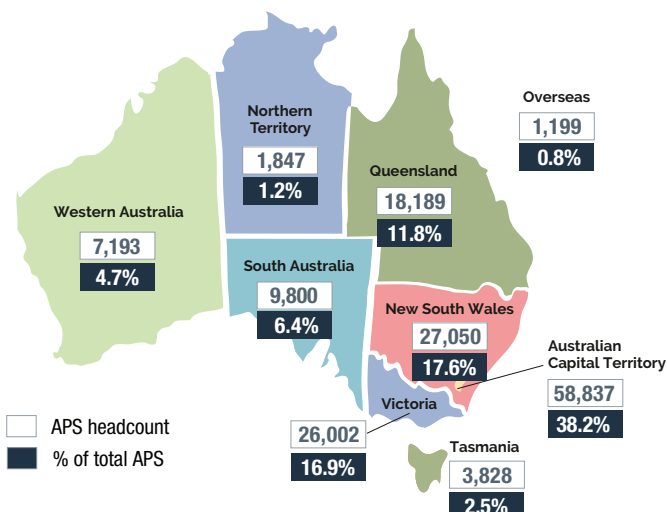 Northern
Territory
1,847
1.2%
Overseas
1,199
0.8%
Queensland
18,189
11.8%
Western Australia
7,193
4.7%
South Australia
9,800
6.4%
New South Wales
27,050
17.6%
Australian
Capital Territory
58,837
38.2%
Victoria
26,002
16.9%
Tasmania
3,828
2.5%
APS headcount
% of total APS